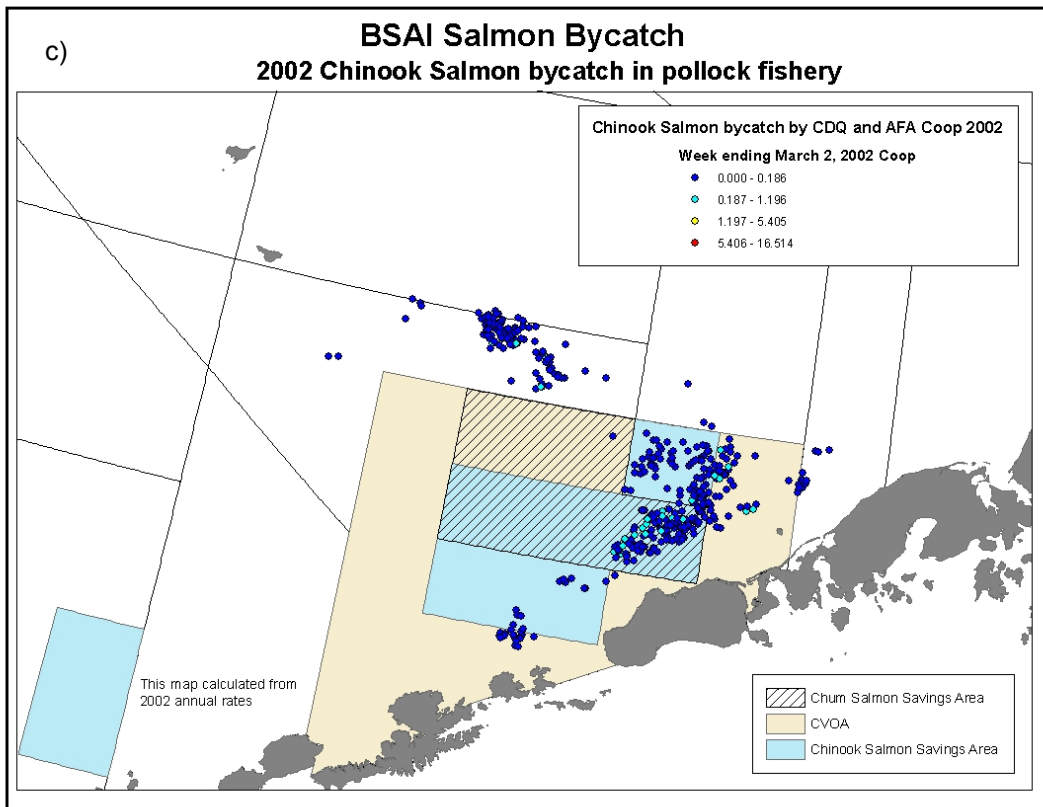 c)
BSAI Salmon Bycatch
2002 Chinook Salmon bycatch in pollock fishery
Chinook Salmon bycatch by CDQ and AFA Coop 2002
Week ending March 2, 2002 Coop
0.000 - 0.186
0.187 - 1.196
1.197 - 5.405
5.406 - 16.514
This map calculated from
2002 annual rates
Chum Salmon Savings Area
CVOA
Chinook Salmon Savings Area